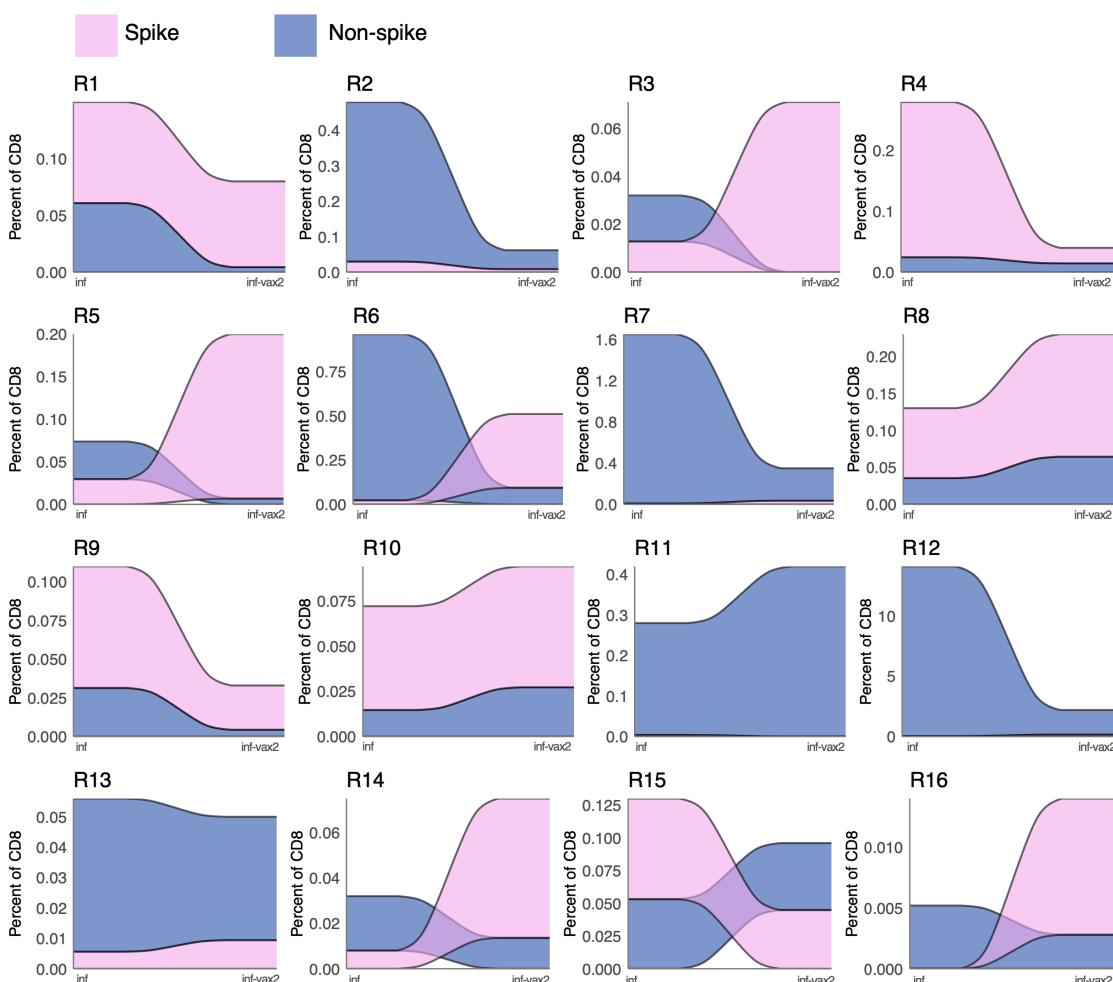 Spike Non-spike
R1 R2 R3 R4
Percent of CD8 0.10 0.05 0.00 inf inf-vax2
Percent of CD8 0.4 0.3 0.2 0.1 0.0 inf inf-vax2
Percent of CD8 0.06 0.04 0.02 0.00 inf inf-vax2
Percent of CD8 0.2 0.1 0.0 inf inf-vax2
R5 R6 R7 R8
Percent of CD8 0.20 0.15 0.10 0.05 0.00 inf inf-vax2
Percent of CD8 0.75 0.50 0.25 0.00 inf inf-vax2
Percent of CD8 1.6 1.2 0.8 0.4 0.0 inf inf-vax2
Percent of CD8 0.20 0.15 0.10 0.05 0.00 inf inf-vax2
R9 R10 R11 R12
Percent of CD8 0.100 0.075 0.050 0.025 0.000 inf inf-vax2
Percent of CD8 0.075 0.050 0.025 0.000 inf inf-vax2
Percent of CD8 0.4 0.3 0.2 0.1 0.0 inf inf-vax2
Percent of CD8 10 5 0 inf inf-vax2
R13 R14 R15 R16
Percent of CD8 0.05 0.04 0.03 0.02 0.01 0.00 inf inf-vax2
Percent of CD8 0.06 0.04 0.02 0.00 inf inf-vax2
Percent of CD8 0.125 0.100 0.075 0.050 0.025 0.000 inf inf-vax2
Percent of CD8 0.010 0.005 0.000 inf inf-vax2